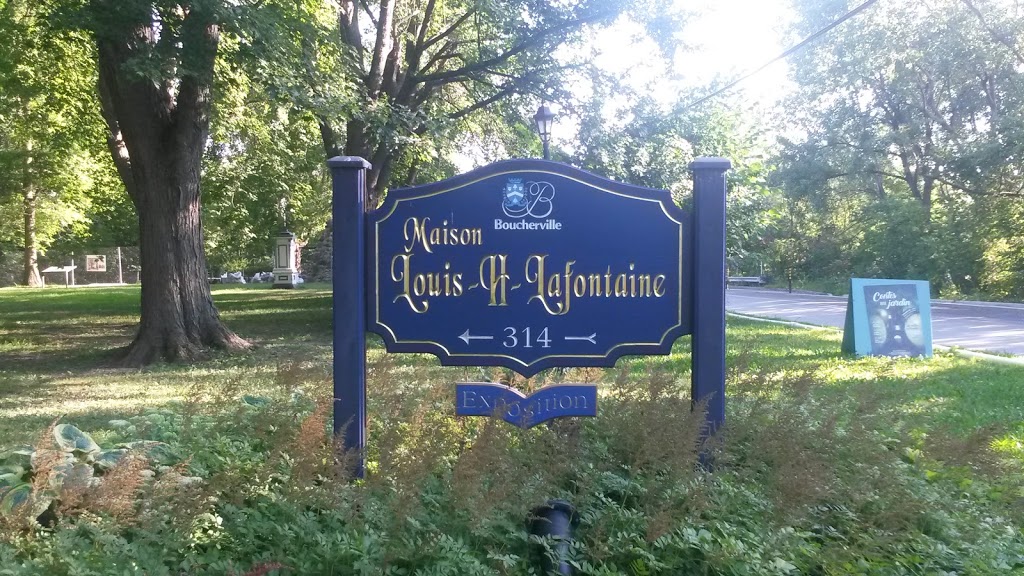 B
Boucherville
Maison
Louis-H-Lafontaine
314
Exposition
Contes
au jardin